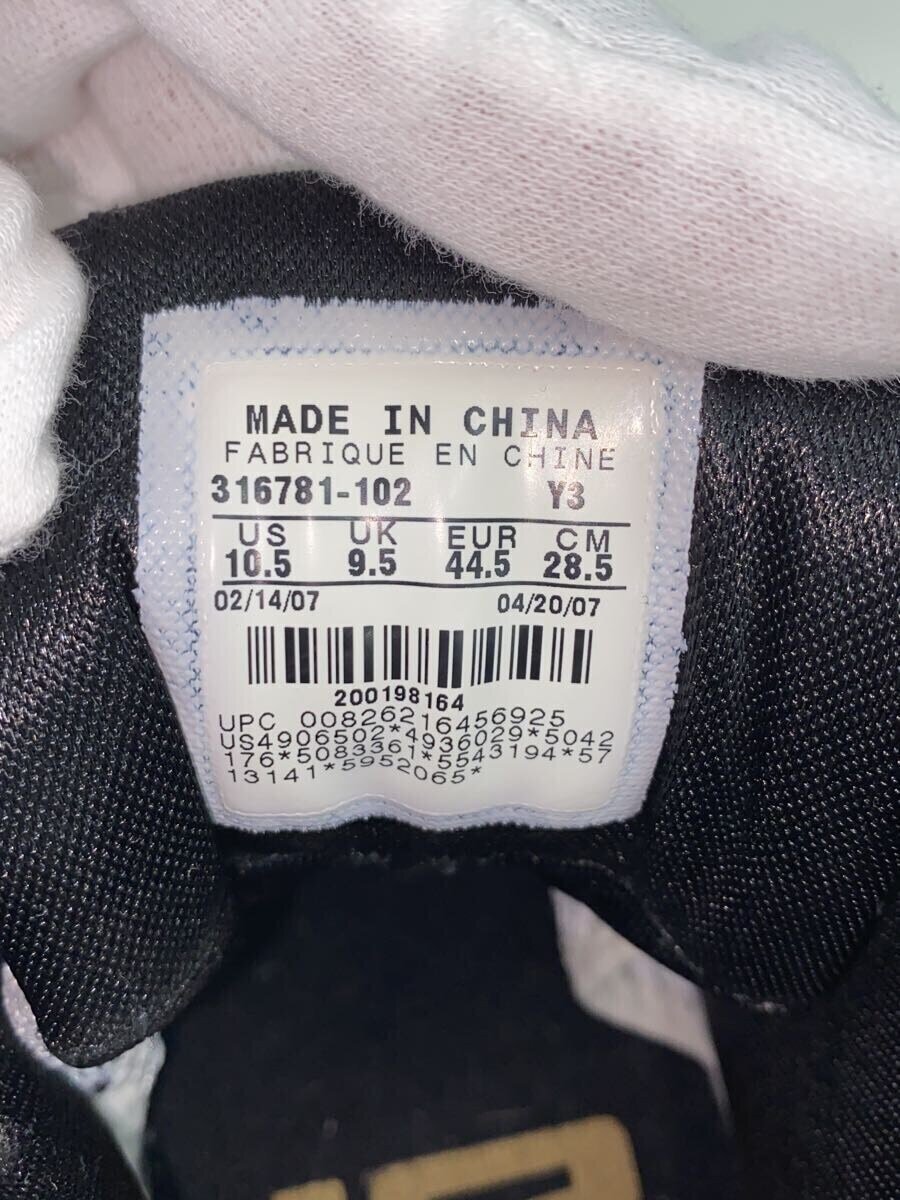 MADE IN CHINA
FABRIQUE EN CHINE
316781-102 Y3
US UK EUR CM
10.5 9.5 44.5 28.5
02/14/07 04/20/07
200198164
UPC 00826216456925
US4906502*4936029*5042
176*5083361*5543194*57
13141*5952065*